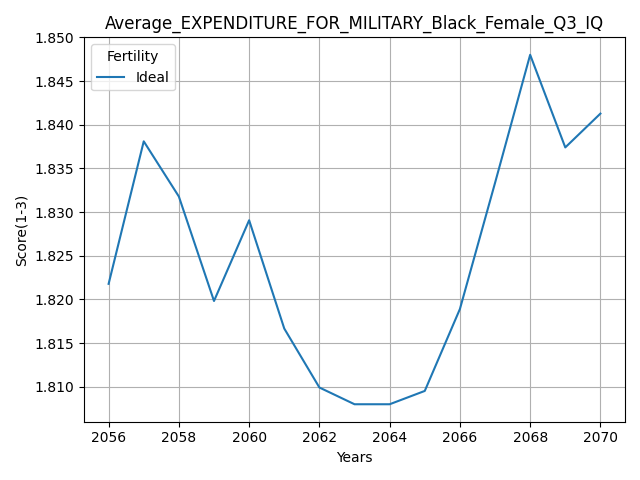 Average_EXPENDITURE_FOR_MILITARY_Black_Female_Q3_IQ
Fertility
Ideal
1.850
1.845
1.840
1.835
1.830
1.825
1.820
1.815
1.810
Score(1-3)
2056 2058 2060 2062 2064 2066 2068 2070
Years